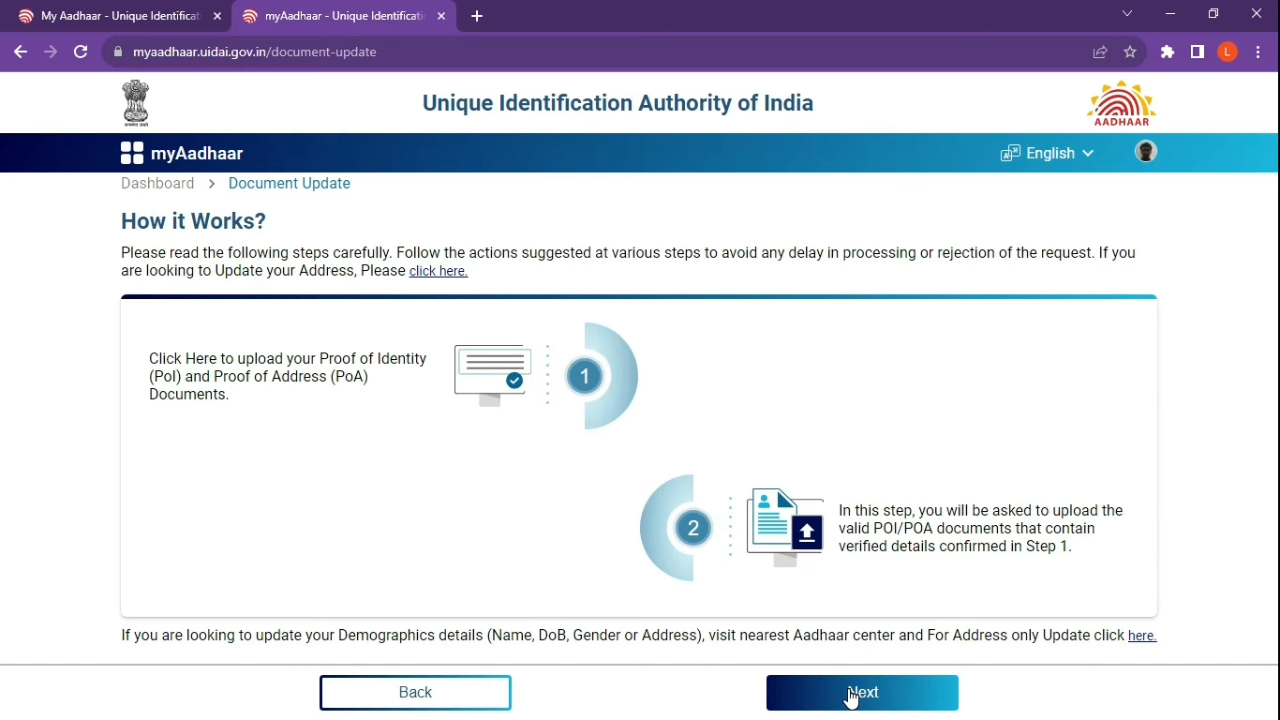 My Aadhar - Unique Identificat
myAadhaar - Unique Identificati
myaadhaar.uidai.gov.in/document-update
L
Unique Identification Authority of India
AADHAAR
myAadhaar
English
Dashboard > Document Update
How it Works?
Please read the following steps carefully. Follow the actions suggested at various steps to avoid any delay in processing or rejection of the request. If you
are looking to Update your Address, Please click here.
Click Here to upload your Proof of Identity
(PoI) and Proof of Address (PoA)
Documents.
1
2
In this step, you will be asked to upload the
valid POI/POA documents that contain
verified details confirmed in Step 1.
If you are looking to update your Demographics details (Name, DoB, Gender or Address), visit nearest Aadhaar center and For Address only Update click here.
Back
Next